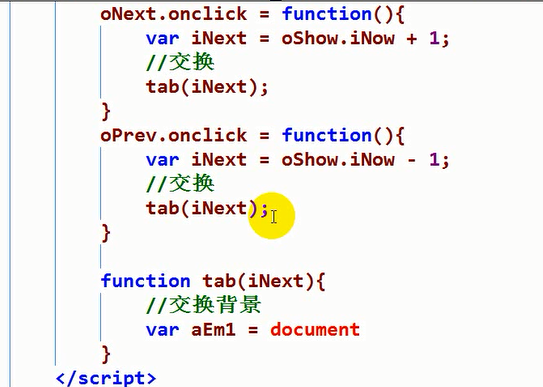 oNext.onclick = function(){
var iNext = oShow.iNow + 1;
//交换
tab(iNext);
}
oPrev.onclick = function(){
var iNext = oShow.iNow - 1;
//交换
tab(iNext);
}
function tab(iNext){
//交换背景
var aEm1 = document
}
</script>